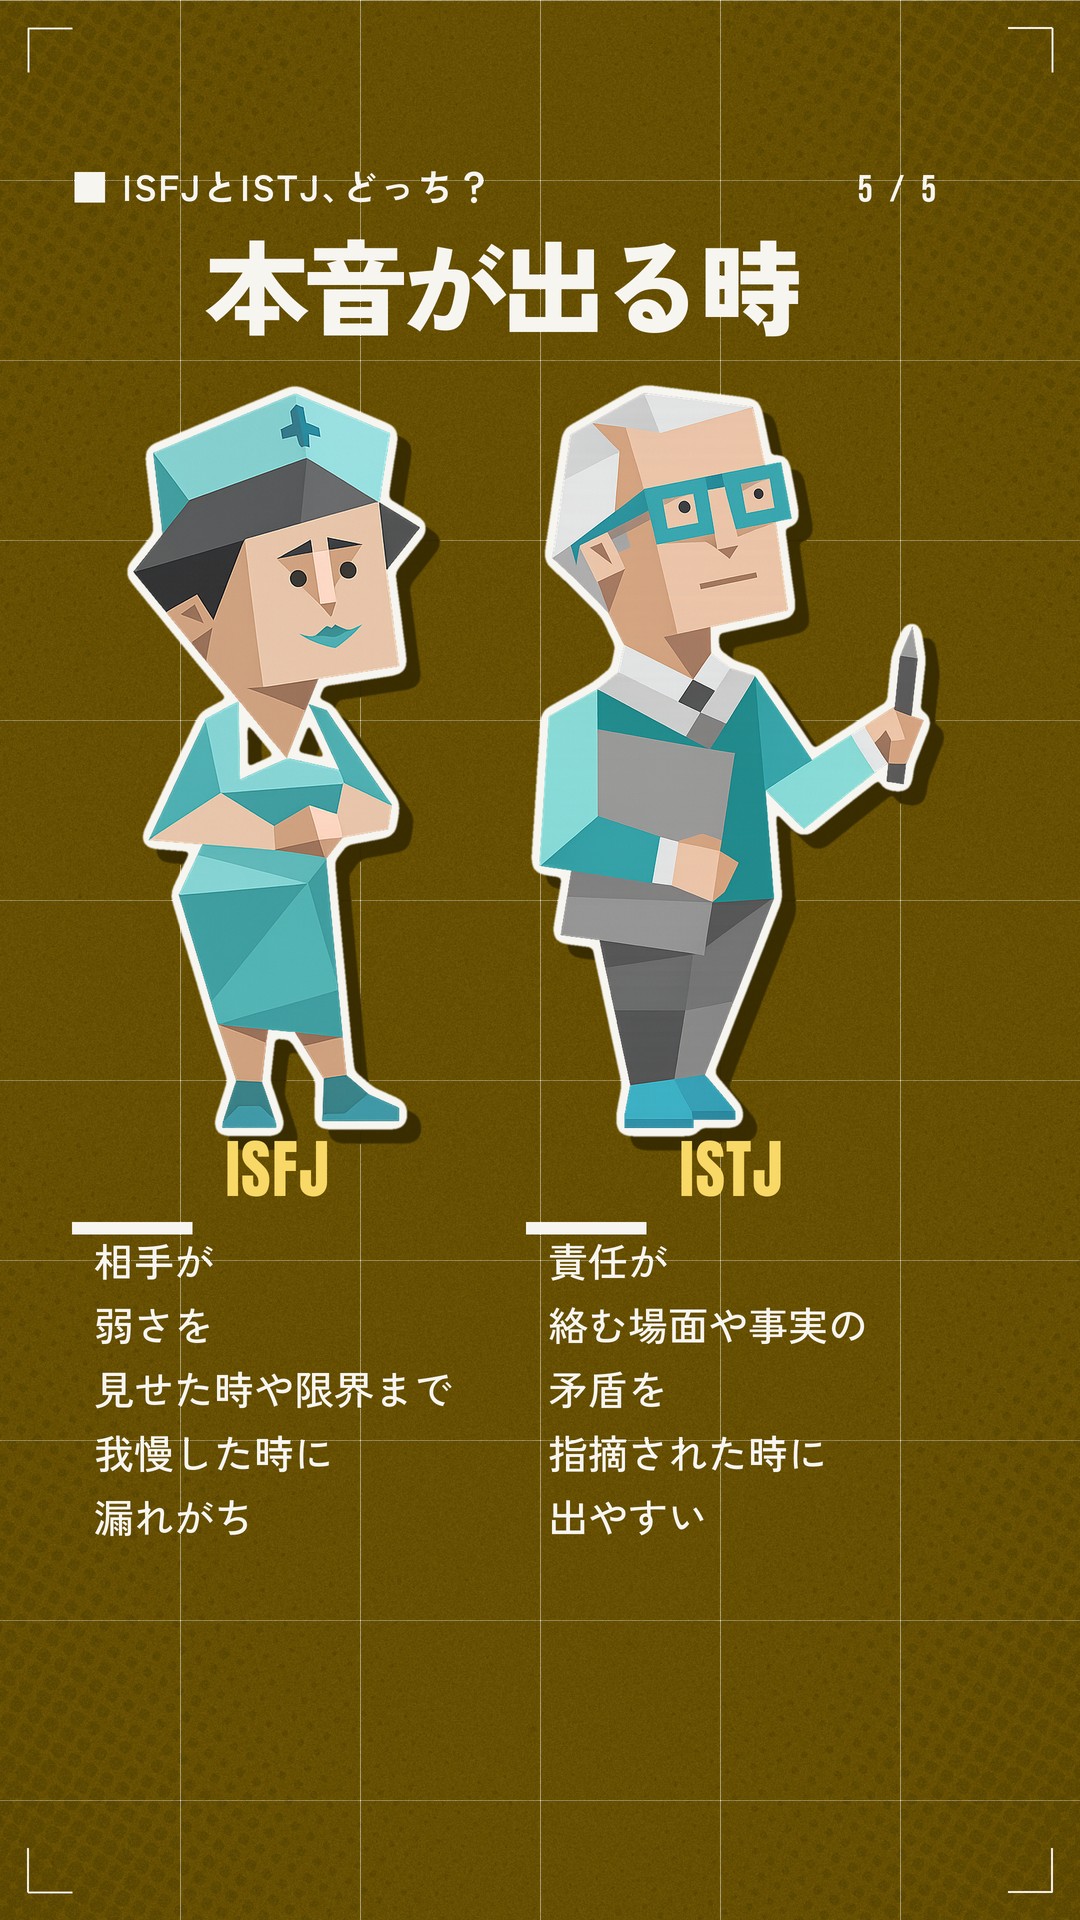 ■ ISFJとISTJ、どっち？
5 / 5
本音が出る時
ISFJ
相手が
弱さを
見せた時や限界まで
我慢した時に
漏れがち
ISTJ
責任が
絡む場面や事実の
矛盾を
指摘された時に
出やすい